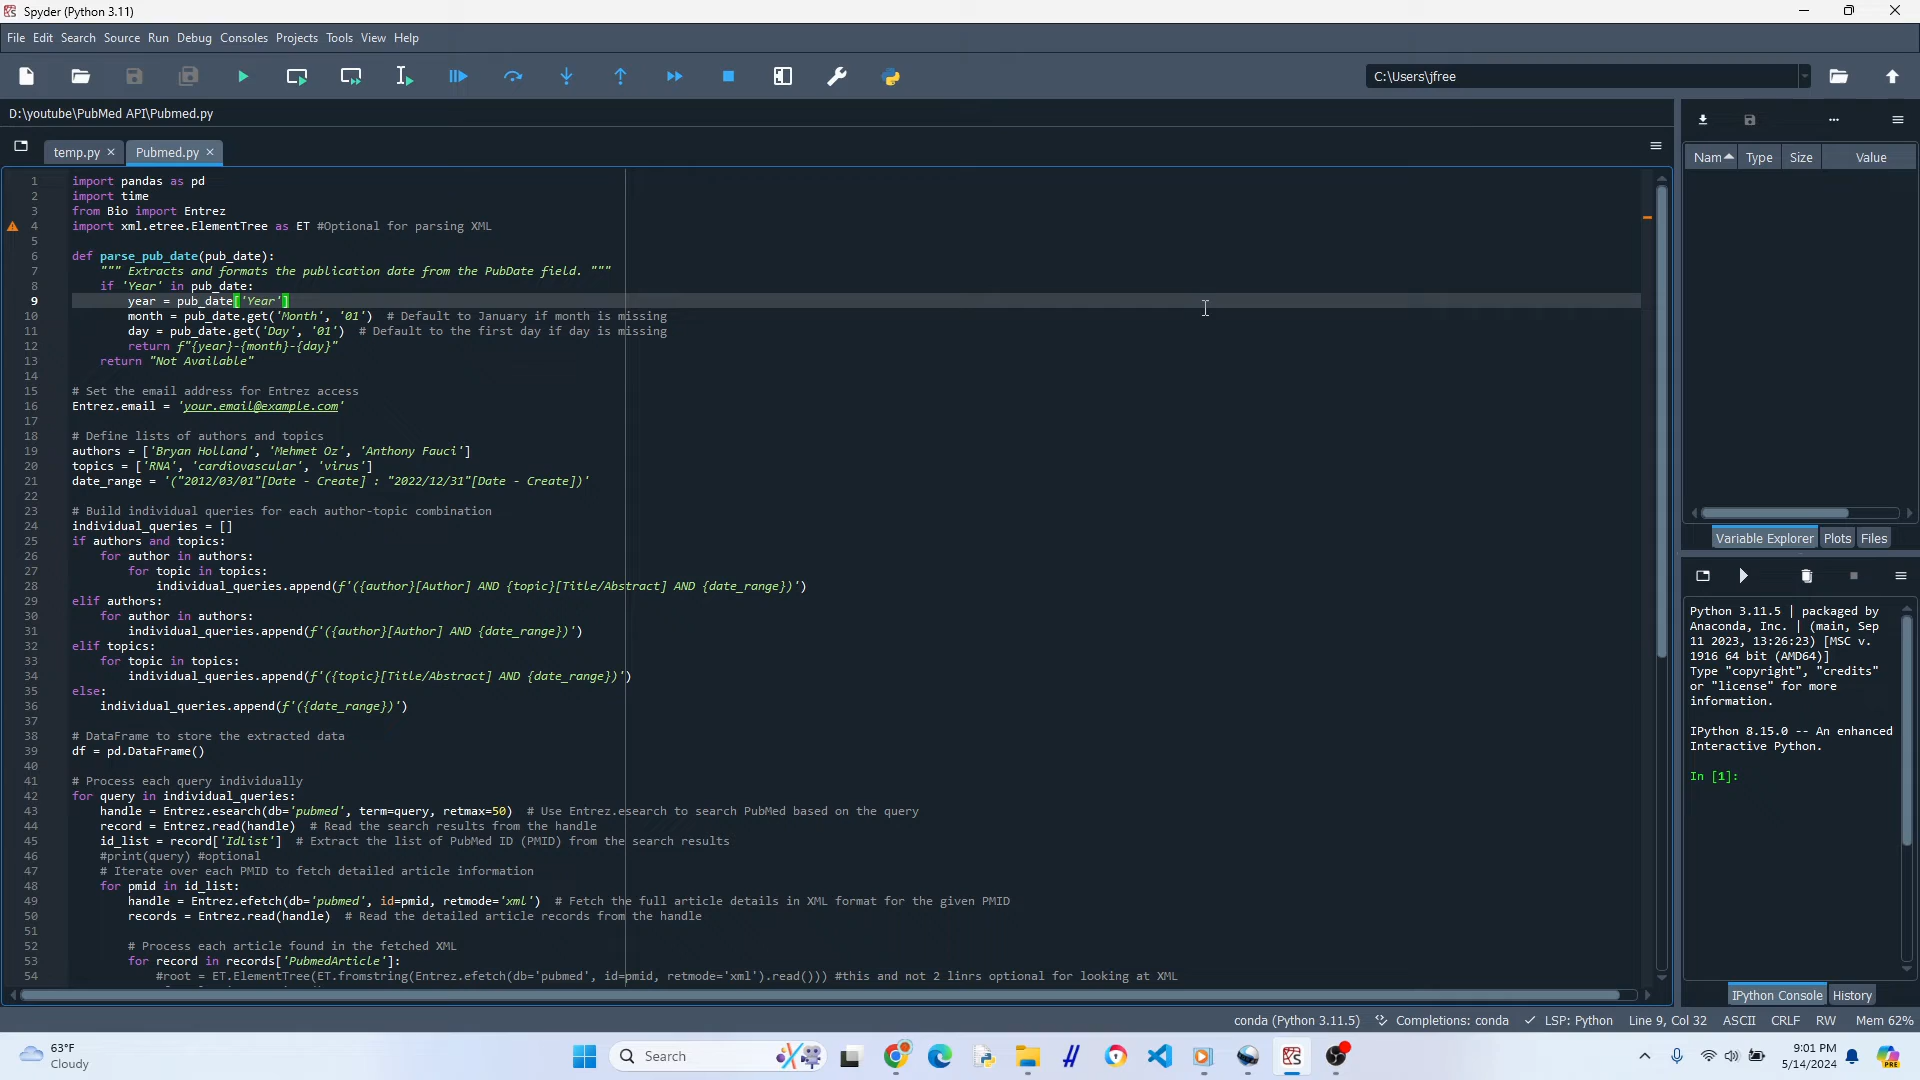 Spyder (Python 3.11)
File Edit Search Source Run Debug Consoles Projects Tools View Help
C:\Users\jfree
D:\youtube\PubMed API\Pubmed.py
temp.py
Pubmed.py
1 import pandas as pd
2 import time
3 from Bio import Entrez
4 import xml.etree.ElementTree as ET #Optional for parsing XML
5
6 def parse_pub_date(pub_date):
7 """ Extracts and formats the publication date from the PubDate field. """
8 if 'Year' in pub_date:
9 year = pub_date['Year']
10 month = pub_date.get('Month', '01') # Default to January if month is missing
11 day = pub_date.get('Day', '01') # Default to the first day if day is missing
12 return f"{year}-{month}-{day}"
13 return "Not Available"
14
15 # Set the email address for Entrez access
16 Entrez.email = 'your.email@example.com'
17
18 # Define lists of authors and topics
19 authors = ['Bryan Holland', 'Mehmet Oz', 'Anthony Fauci']
20 topics = ['RNA', 'cardiovascular', 'virus']
21 date_range = '("2012/03/01"[Date - Create] : "2022/12/31"[Date - Create])'
22
23 # Build individual queries for each author-topic combination
24 individual_queries = []
25 if authors and topics:
26 for author in authors:
27 for topic in topics:
28 individual_queries.append(f'({author}[Author] AND {topic}[Title/Abstract] AND {date_range})')
29 elif authors:
30 for author in authors:
31 individual_queries.append(f'({author}[Author] AND {date_range})')
32 elif topics:
33 for topic in topics:
34 individual_queries.append(f'({topic}[Title/Abstract] AND {date_range})')
35 else:
36 individual_queries.append(f'({date_range})')
37
38 # DataFrame to store the extracted data
39 df = pd.DataFrame()
40
41 # Process each query individually
42 for query in individual_queries:
43 handle = Entrez.esearch(db='pubmed', term=query, retmax=50) # Use Entrez.esearch to search PubMed based on the query
44 record = Entrez.read(handle) # Read the search results from the handle
45 id_list = record['IdList'] # Extract the list of PubMed ID (PMID) from the search results
46 #print(query) #optional
47 # Iterate over each PMID to fetch detailed article information
48 for pmid in id_list:
49 handle = Entrez.efetch(db='pubmed', id=pmid, retmode='xml') # Fetch the full article details in XML format for the given PMID
50 records = Entrez.read(handle) # Read the detailed article records from the handle
51
52 # Process each article found in the fetched XML
53 for record in records['PubmedArticle']:
54 #root = ET.ElementTree(ET.fromstring(Entrez.efetch(db='pubmed', id=pmid, retmode='xml').read())) #this and not 2 linrs optional for looking at XML
Nam Type Size Value
Variable Explorer Plots Files
Python 3.11.5 | packaged by
Anaconda, Inc. | (main, Sep
11 2023, 13:26:23) [MSC v.
1916 64 bit (AMD64)]
Type "copyright", "credits"
or "license" for more
information.
IPython 8.15.0 -- An enhanced
Interactive Python.
In [1]:
IPython Console History
conda (Python 3.11.5) Completions: conda LSP: Python Line 9, Col 32 ASCII CRLF RW Mem 62%
63°F
Cloudy
Search
9:01 PM
5/14/2024
PRE